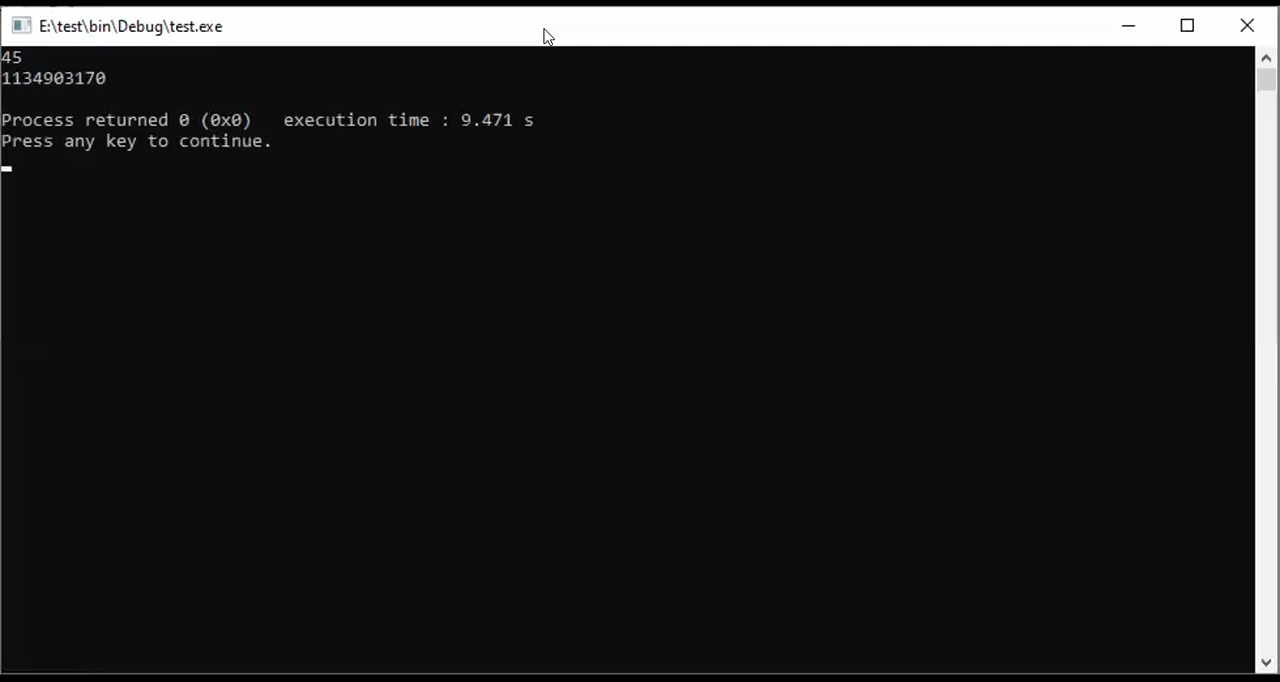 E:\test\bin\Debug\test.exe
45
1134903170
Process returned 0 (0x0)   execution time : 9.471 s
Press any key to continue.